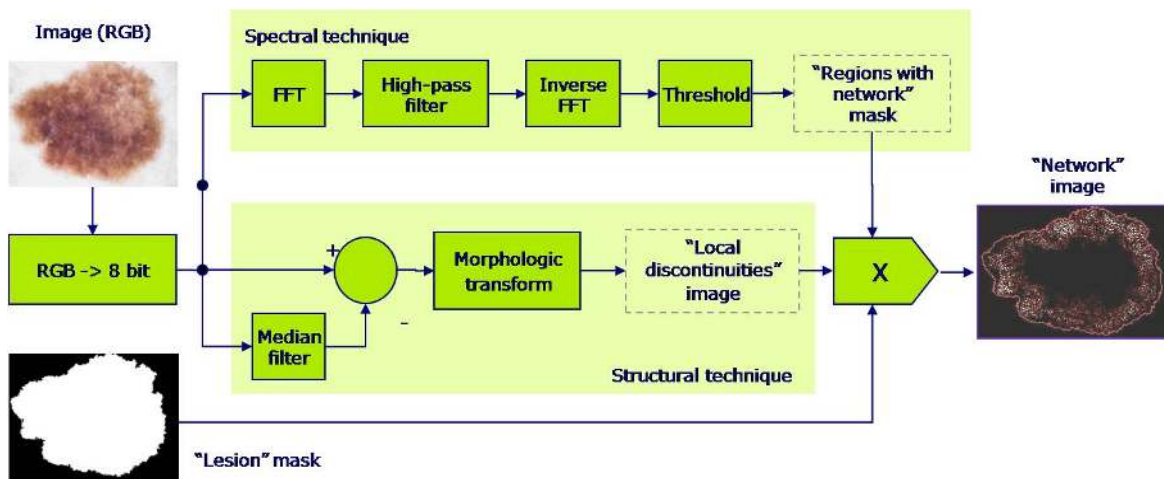 Image (RGB)
Spectral technique
FFT
High-pass
filter
Inverse
FFT
Threshold
“Regions with
network”
mask
“Network”
image
RGB -> 8 bit
+
-
Median
filter
Morphologic
transform
“Local
discontinuities”
image
X
Structural technique
“Lesion” mask